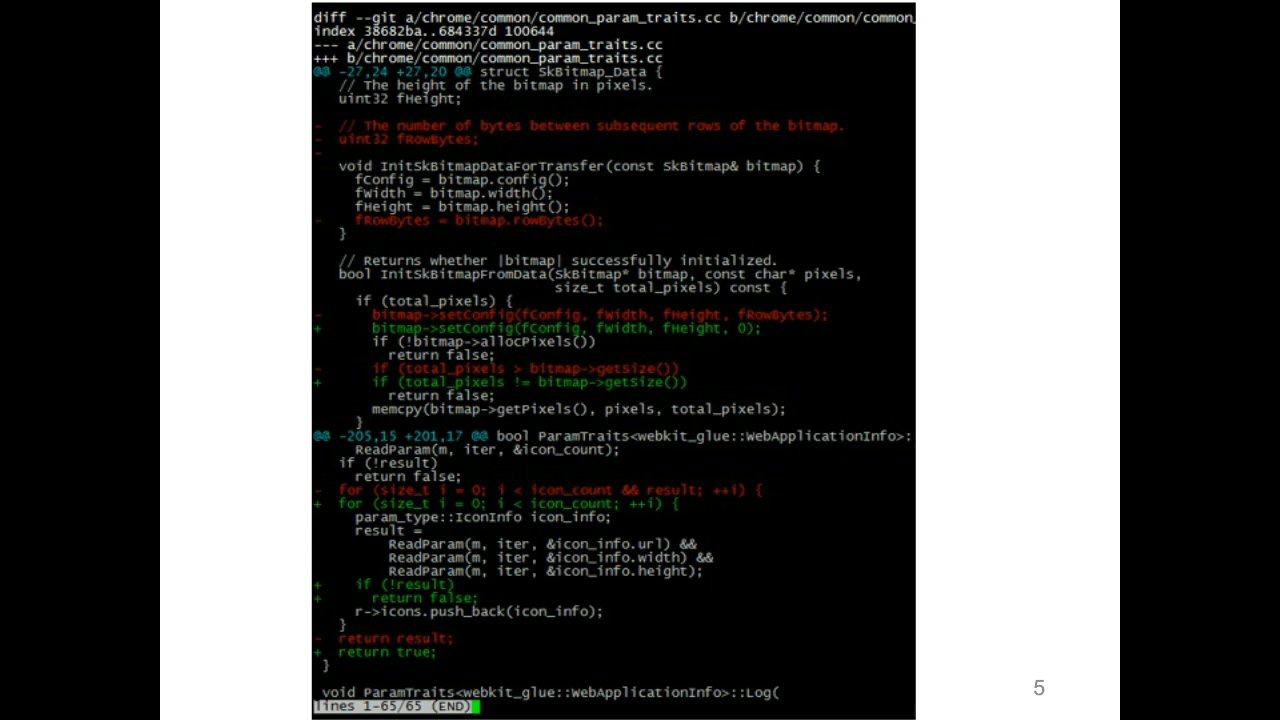 diff --git a/chrome/common/common_param_traits.cc b/chrome/common/common_
index 38682ba..684337d 100644
--- a/chrome/common/common_param_traits.cc
+++ b/chrome/common/common_param_traits.cc
@@ -27,24 +27,20 @@ struct SkBitmap_Data {
   // The height of the bitmap in pixels.
   uint32 fHeight;

-  // The number of bytes between subsequent rows of the bitmap.
-  uint32 fRowBytes;
-
   void InitSkBitmapDataForTransfer(const SkBitmap& bitmap) {
     fConfig = bitmap.config();
     fWidth = bitmap.width();
     fHeight = bitmap.height();
-    fRowBytes = bitmap.rowBytes();
   }

   // Returns whether |bitmap| successfully initialized.
   bool InitSkBitmapFromData(SkBitmap* bitmap, const char* pixels,
                             size_t total_pixels) const {
     if (total_pixels) {
-      bitmap->setConfig(fConfig, fWidth, fHeight, fRowBytes);
+      bitmap->setConfig(fConfig, fWidth, fHeight, 0);
       if (!bitmap->allocPixels())
         return false;
-      if (total_pixels > bitmap->getSize())
+      if (total_pixels != bitmap->getSize())
         return false;
       memcpy(bitmap->getPixels(), pixels, total_pixels);
     }
@@ -205,15 +201,17 @@ bool ParamTraits<webkit_glue::WebApplicationInfo>:
     ReadParam(m, iter, &icon_count);
   if (!result)
     return false;
-  for (size_t i = 0; i < icon_count && result; ++i) {
+  for (size_t i = 0; i < icon_count; ++i) {
     param_type::IconInfo icon_info;
     result =
         ReadParam(m, iter, &icon_info.url) &&
         ReadParam(m, iter, &icon_info.width) &&
         ReadParam(m, iter, &icon_info.height);
+    if (!result)
+      return false;
     r->icons.push_back(icon_info);
   }
-  return result;
+  return true;
 }

 void ParamTraits<webkit_glue::WebApplicationInfo>::Log(
lines 1-65/65 (END)
5